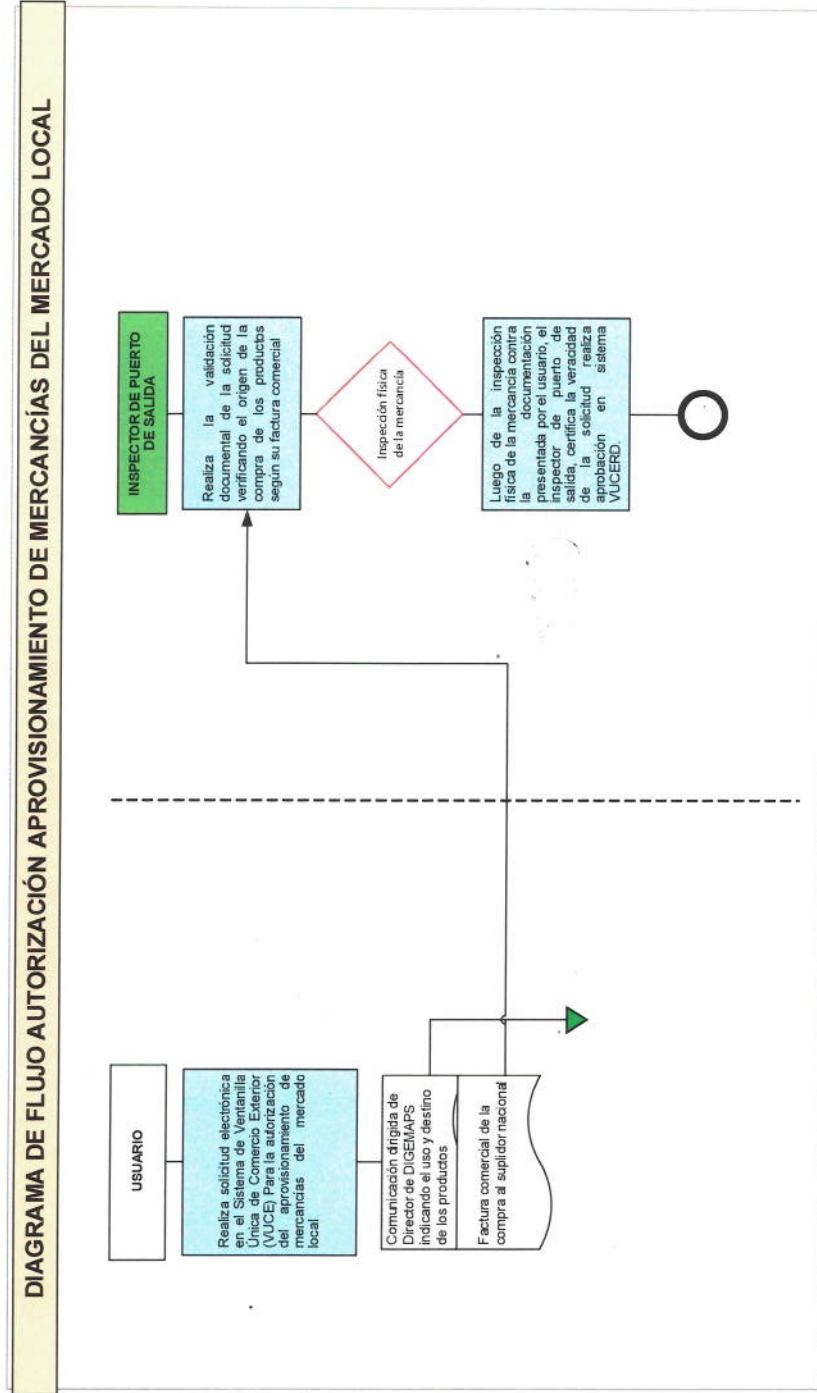 DIAGRAMA DE FLUJO AUTORIZACIÓN APROVISIONAMIENTO DE MERCANCÍAS DEL MERCADO LOCAL
USUARIO
Realiza solicitud electrónica
en el Sistema de Ventanilla
Única de Comercio Exterior
(VUCE) Para la autorización
del aprovisionamiento de
mercancías del mercado
local
Comunicación dirigida de
Director de DIGEMAPS
indicando el uso y destino
de los productos
Factura comercial de la
compra al suplidor nacional
INSPECTOR DE PUERTO
DE SALIDA
Realiza la validación
documental de la solicitud
verificando el origen de la
compra de los productos
según su factura comercial
Inspección física
de la mercancía
Luego de la inspección
física de la mercancía contra
la documentación
presentada por el usuario, el
inspector de puerto de
salida, certifica la veracidad
de la solicitud realiza
aprobación en sistema
VUCERD.